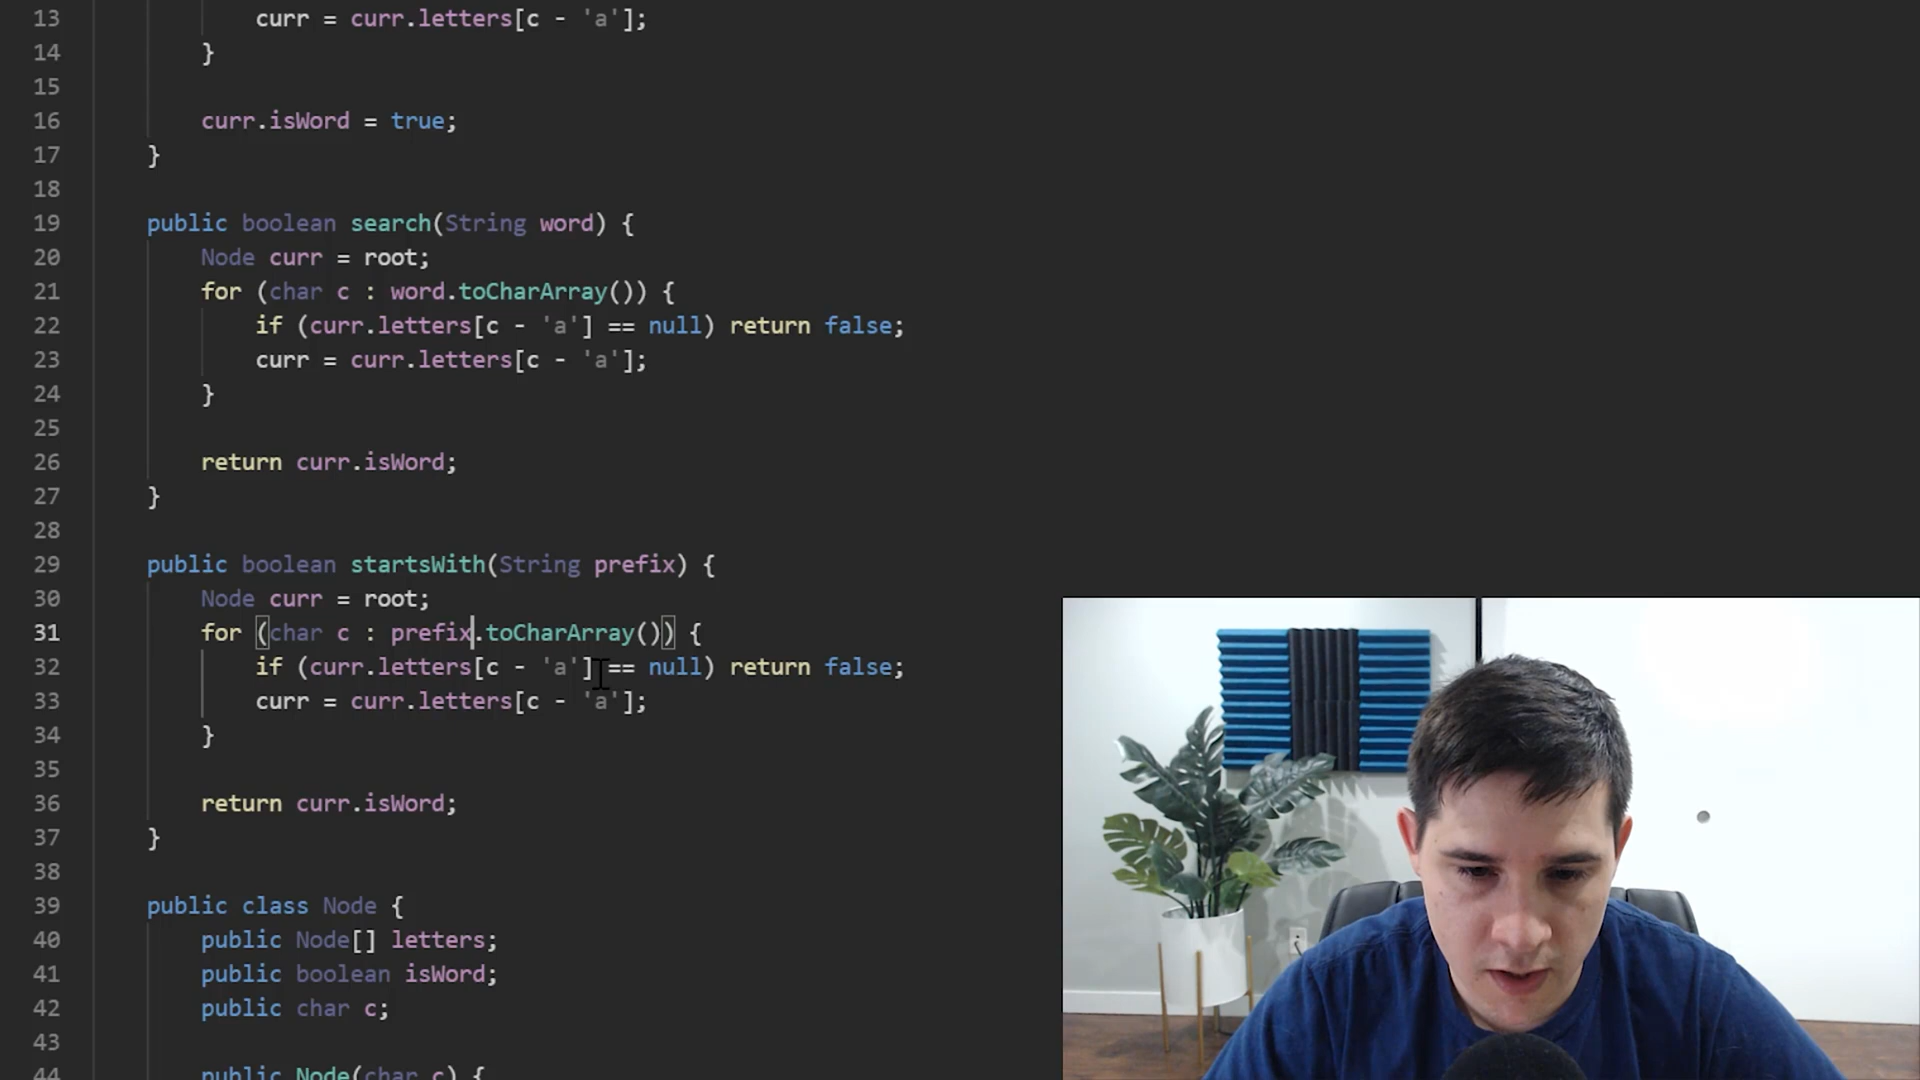 13 curr = curr.letters[c - 'a'];
14 }
15
16 curr.isWord = true;
17 }
18
19 public boolean search(String word) {
20 Node curr = root;
21 for (char c : word.toCharArray()) {
22 if (curr.letters[c - 'a'] == null) return false;
23 curr = curr.letters[c - 'a'];
24 }
25
26 return curr.isWord;
27 }
28
29 public boolean startsWith(String prefix) {
30 Node curr = root;
31 for (char c : prefix.toCharArray()) {
32 if (curr.letters[c - 'a'] == null) return false;
33 curr = curr.letters[c - 'a'];
34 }
35
36 return curr.isWord;
37 }
38
39 public class Node {
40 public Node[] letters;
41 public boolean isWord;
42 public char c;
43
44 public Node(char c) {